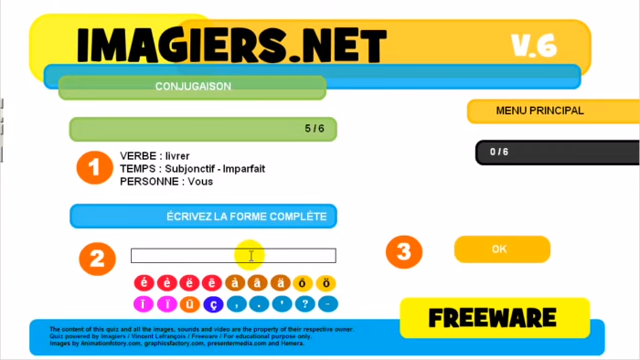 IMAGIERS.NET
V.6
CONJUGAISON
MENU PRINCIPAL
5 / 6
0 / 6
1
VERBE : livrer
TEMPS : Subjonctif - Imparfait
PERSONNE : Vous
ÉCRIVEZ LA FORME COMPLÈTE
2
3
OK
FREEWARE
The content of this quiz and all the images, sounds and video are the property of their respective owner.
Quiz powered by Imagiers / Vincent Lefrançois / Freeware / For educational purpose only.
Images by Animationfctory.com, graphicsfactory.com, presentermedia.com and Hemera.